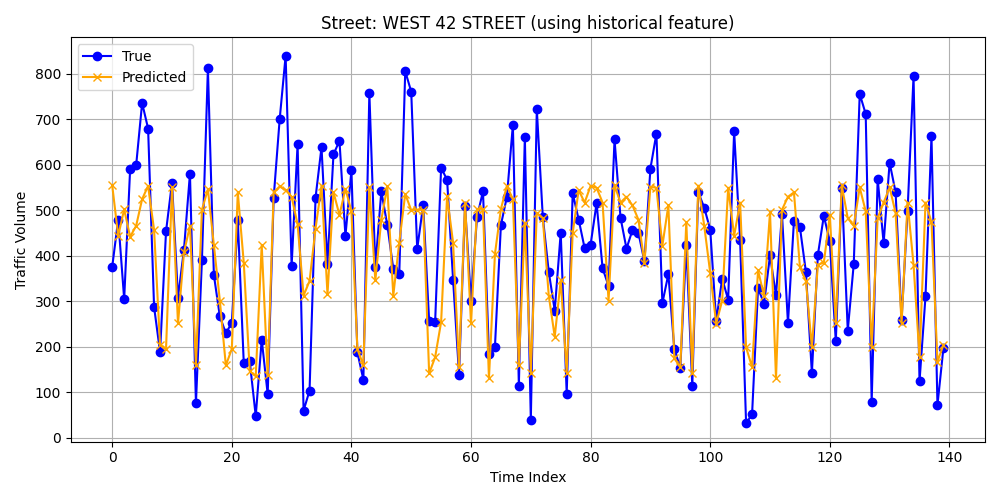 Street: WEST 42 STREET (using historical feature)
True
Predicted
Traffic Volume
800
700
600
500
400
300
200
100
0
0 20 40 60 80 100 120 140
Time Index